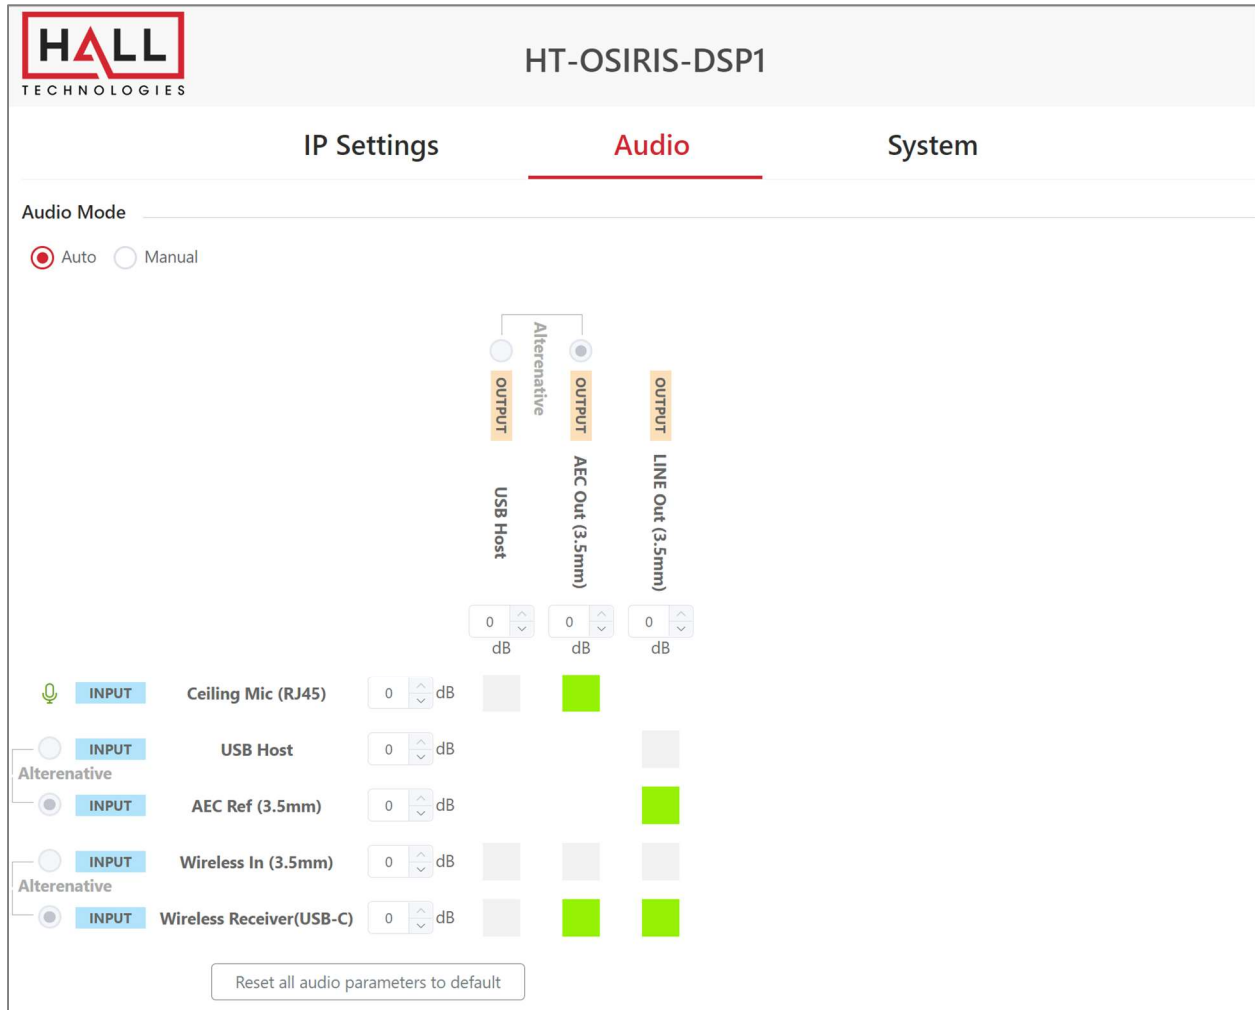 HALL
TECHNOLOGIES
HT-OSIRIS-DSP1
IP Settings Audio System
Audio Mode
Auto Manual
Alterenative
OUTPUT OUTPUT OUTPUT
USB Host AEC Out (3.5mm) LINE Out (3.5mm)
0 0 0
dB dB dB
INPUT Ceiling Mic (RJ45) 0 dB
INPUT USB Host 0 dB
Alterenative
INPUT AEC Ref (3.5mm) 0 dB
INPUT Wireless In (3.5mm) 0 dB
Alterenative
INPUT Wireless Receiver(USB-C) 0 dB
Reset all audio parameters to default